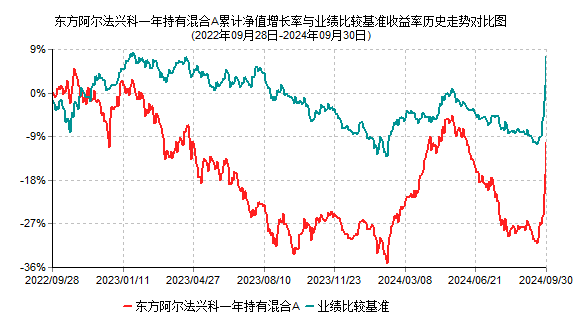 东方阿尔法兴科一年持有混合A累计净值增长率与业绩比较基准收益率历史走势对比图
(2022年09月28日-2024年09月30日)
9%
0%
-9%
-18%
-27%
-36%
2022/09/28 2023/01/11 2023/04/27 2023/08/10 2023/11/23 2024/03/08 2024/06/21 2024/09/30
东方阿尔法兴科一年持有混合A 业绩比较基准